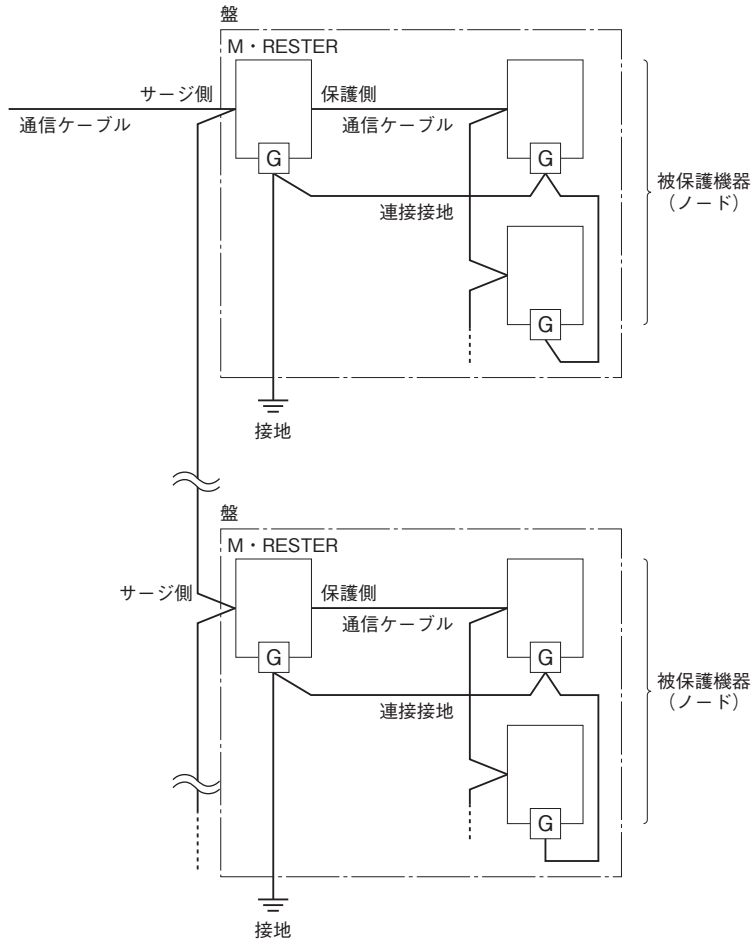 盤
M・RESTER
サージ側
保護側
通信ケーブル
通信ケーブル
G
G
連接接地
被保護機器
（ノード）
G
接地
盤
M・RESTER
サージ側
保護側
通信ケーブル
G
G
連接接地
被保護機器
（ノード）
G
接地